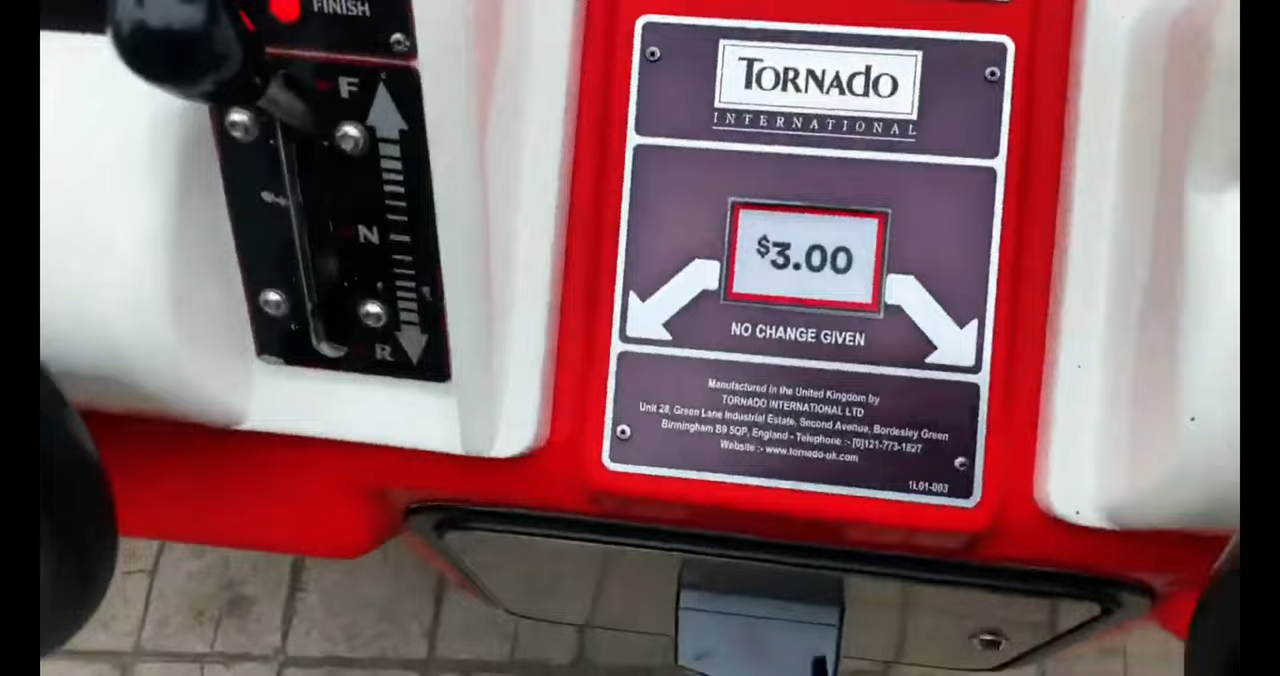 FINISH
F
N
R
TORNADO
INTERNATIONAL
$3.00
NO CHANGE GIVEN
Manufactured in the United Kingdom by
TORNADO INTERNATIONAL LTD
Unit 28, Green Lane Industrial Estate, Second Avenue, Bordesley Green
Birmingham B9 5QP, England - Telephone :- [0]121-773-1827
Website :- www.tornado-uk.com
1L01-003